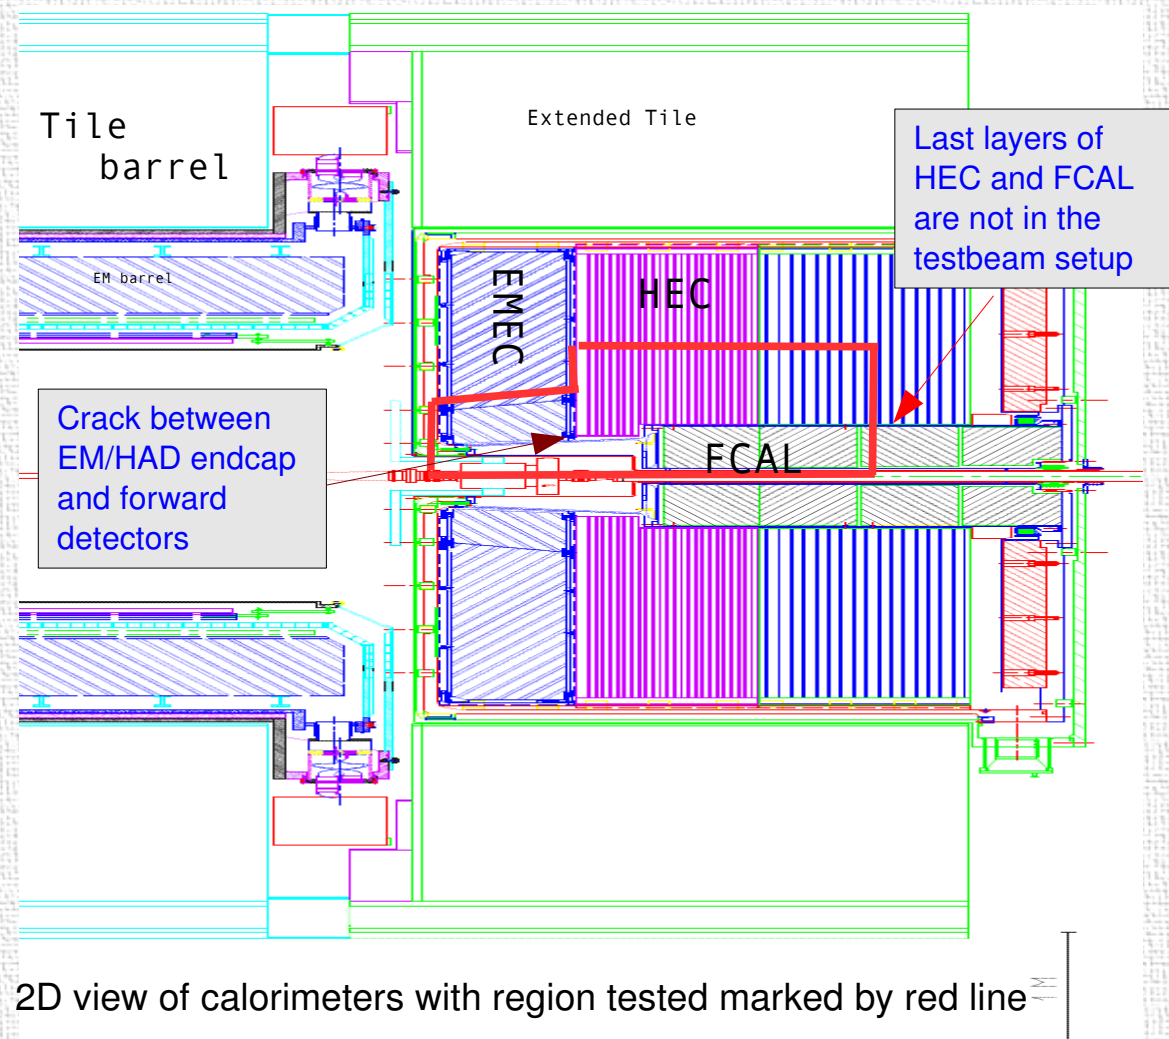 Tile
barrel
Extended Tile
Last layers of
HEC and FCAL
are not in the
testbeam setup
EM barrel
EMEC
HEC
Crack between
EM/HAD endcap
and forward
detectors
FCAL
2D view of calorimeters with region tested marked by red line